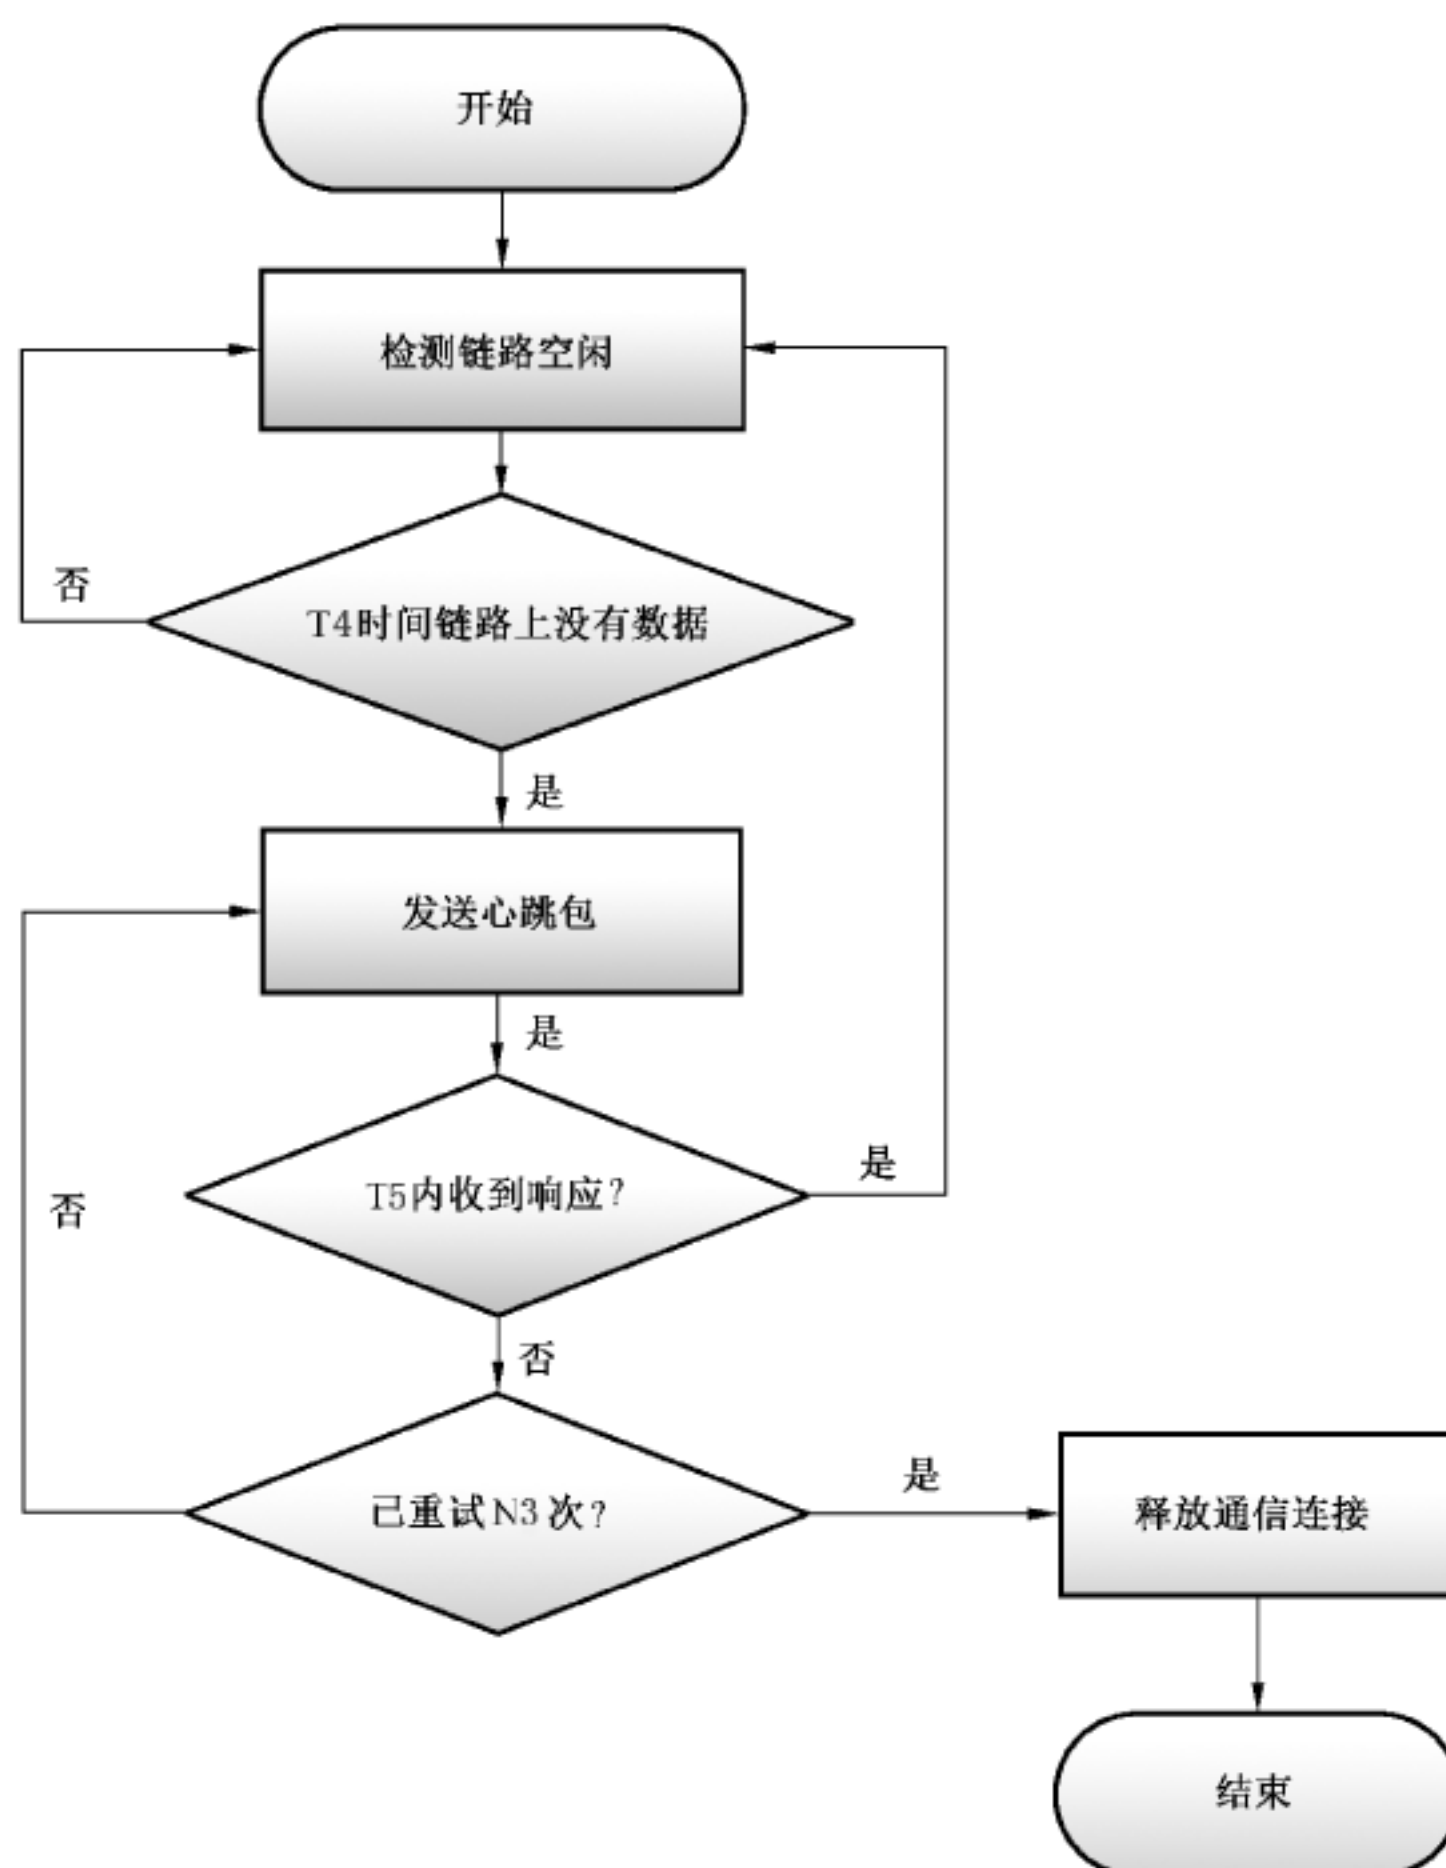 开始
检测链路空闲
否
T4时间链路上没有数据
是
发送心跳包
是
T5内收到响应?
是
否
否
已重试N3次?
是
释放通信连接
结束